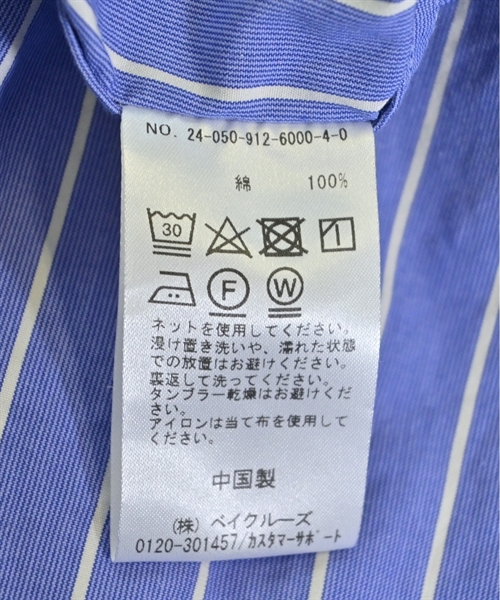 NO. 24-050-912-6000-4-0
綿 100%
30
F W
ネットを使用してください。
浸け置き洗いや、濡れた状態
での放置はお避けください。
裏返して洗ってください。
タンブラー乾燥はお避けくだ
さい。
アイロンは当て布を使用して
ください。
中国製
(株) ベイクルーズ
0120-301457/カスタマーサポート